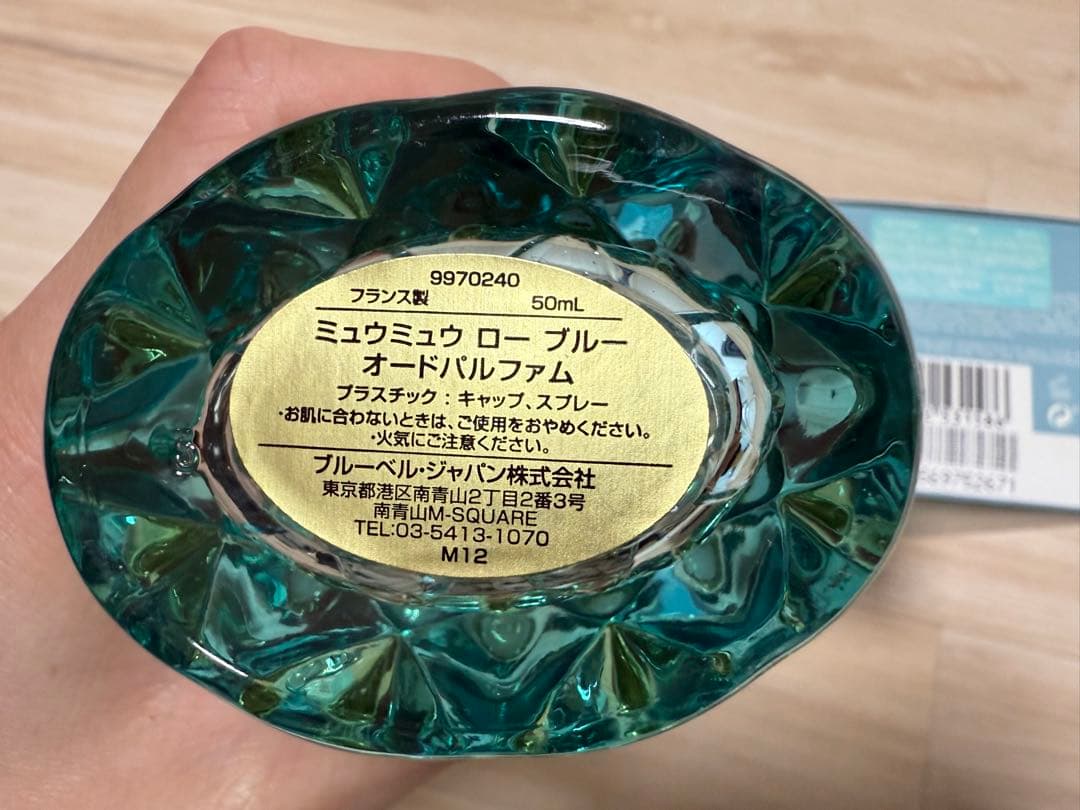 9970240
フランス製 50mL
ミュウミュウ ロー ブルー
オードパルファム
プラスチック : キャップ、スプレー
・お肌に合わないときは、ご使用をおやめください。
・火気にご注意ください。
ブルーベル・ジャパン株式会社
東京都港区南青山2丁目2番3号
南青山M-SQUARE
TEL:03-5413-1070
M12